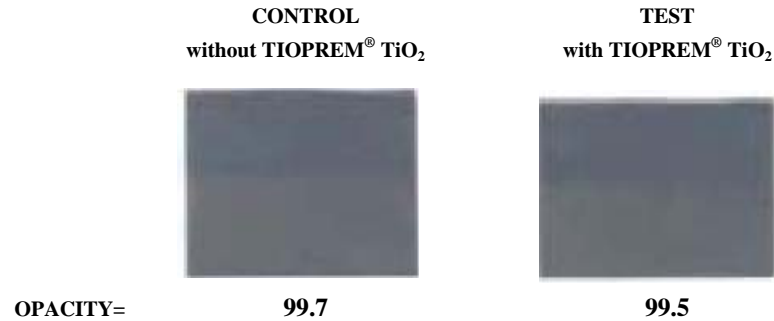 CONTROL TEST
without TIOPREM® TiO₂ with TIOPREM® TiO₂
OPACITY= 99.7 99.5